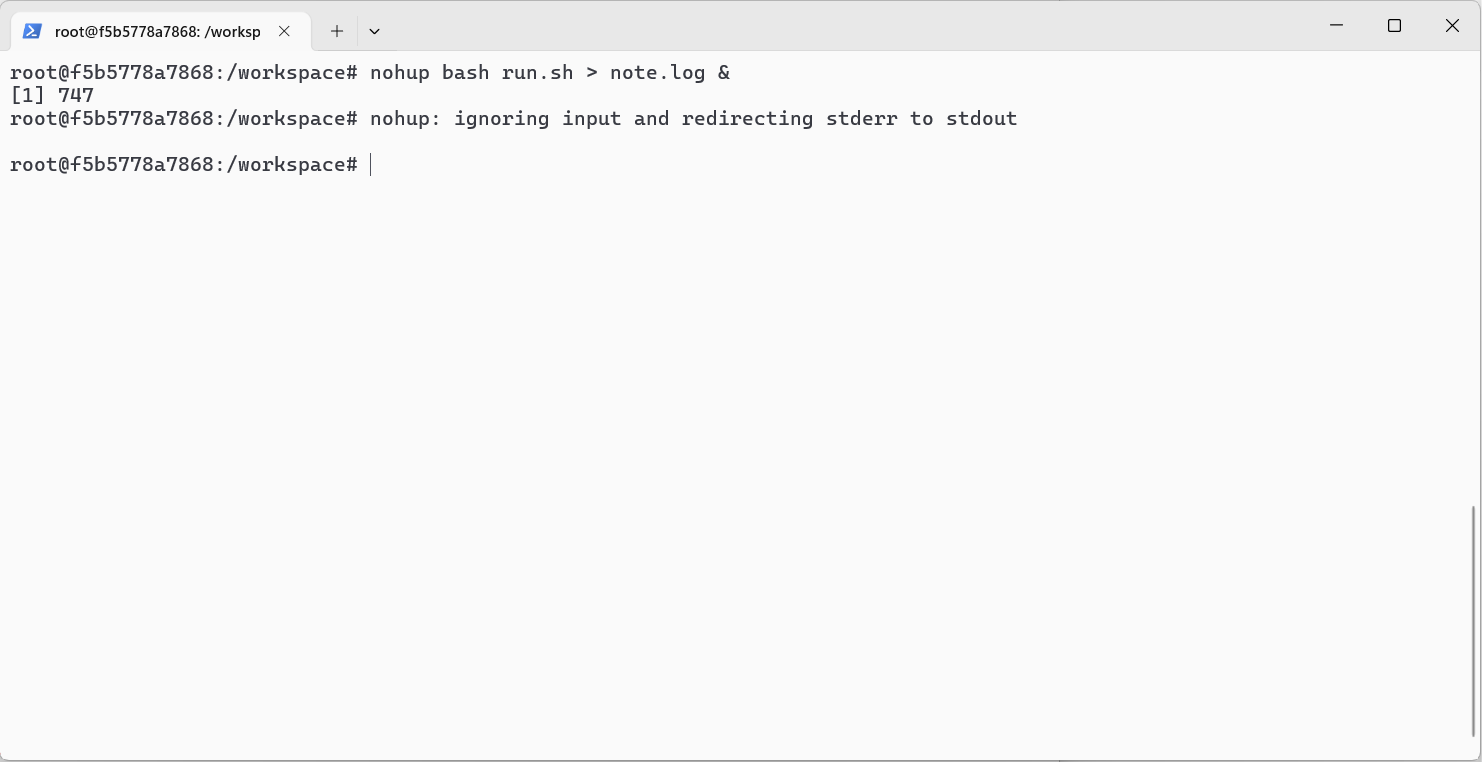 root@f5b5778a7868: /worksp
root@f5b5778a7868:/workspace# nohup bash run.sh > note.log &
[1] 747
root@f5b5778a7868:/workspace# nohup: ignoring input and redirecting stderr to stdout
root@f5b5778a7868:/workspace#